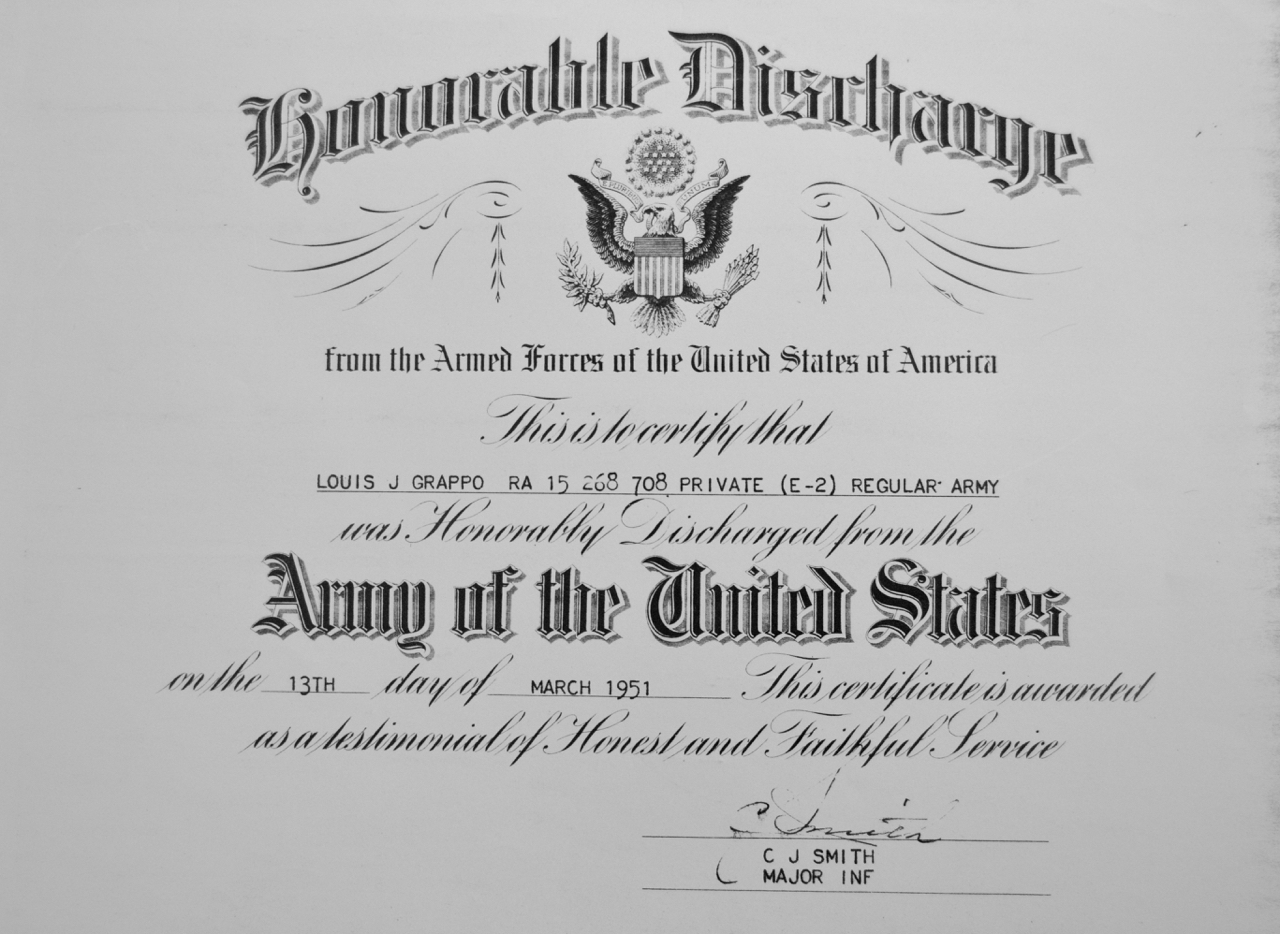 Honorable Discharge
E PLURIBUS UNUM
from the Armed Forces of the United States of America
This is to certify that
LOUIS J GRAPPO RA 15 268 708 PRIVATE (E-2) REGULAR ARMY
was Honorably Discharged from the
Army of the United States
on the 13TH day of MARCH 1951 This certificate is awarded
as a testimonial of Honest and Faithful Service
C Smith
C J SMITH
MAJOR INF